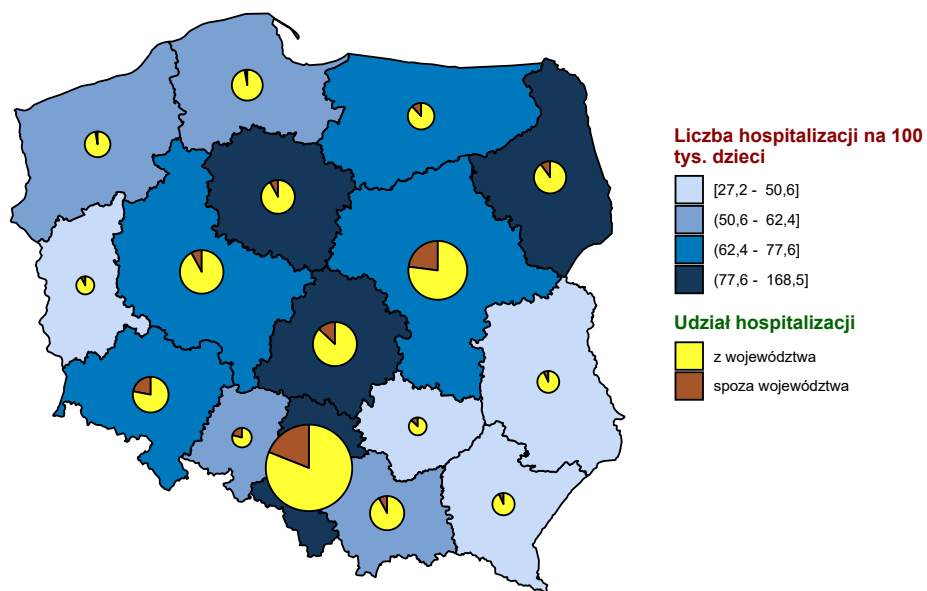 Liczba hospitalizacji na 100
tys. dzieci
[27,2 - 50,6]
(50,6 - 62,4]
(62,4 - 77,6]
(77,6 - 168,5]
Udział hospitalizacji
z województwa
spoza województwa